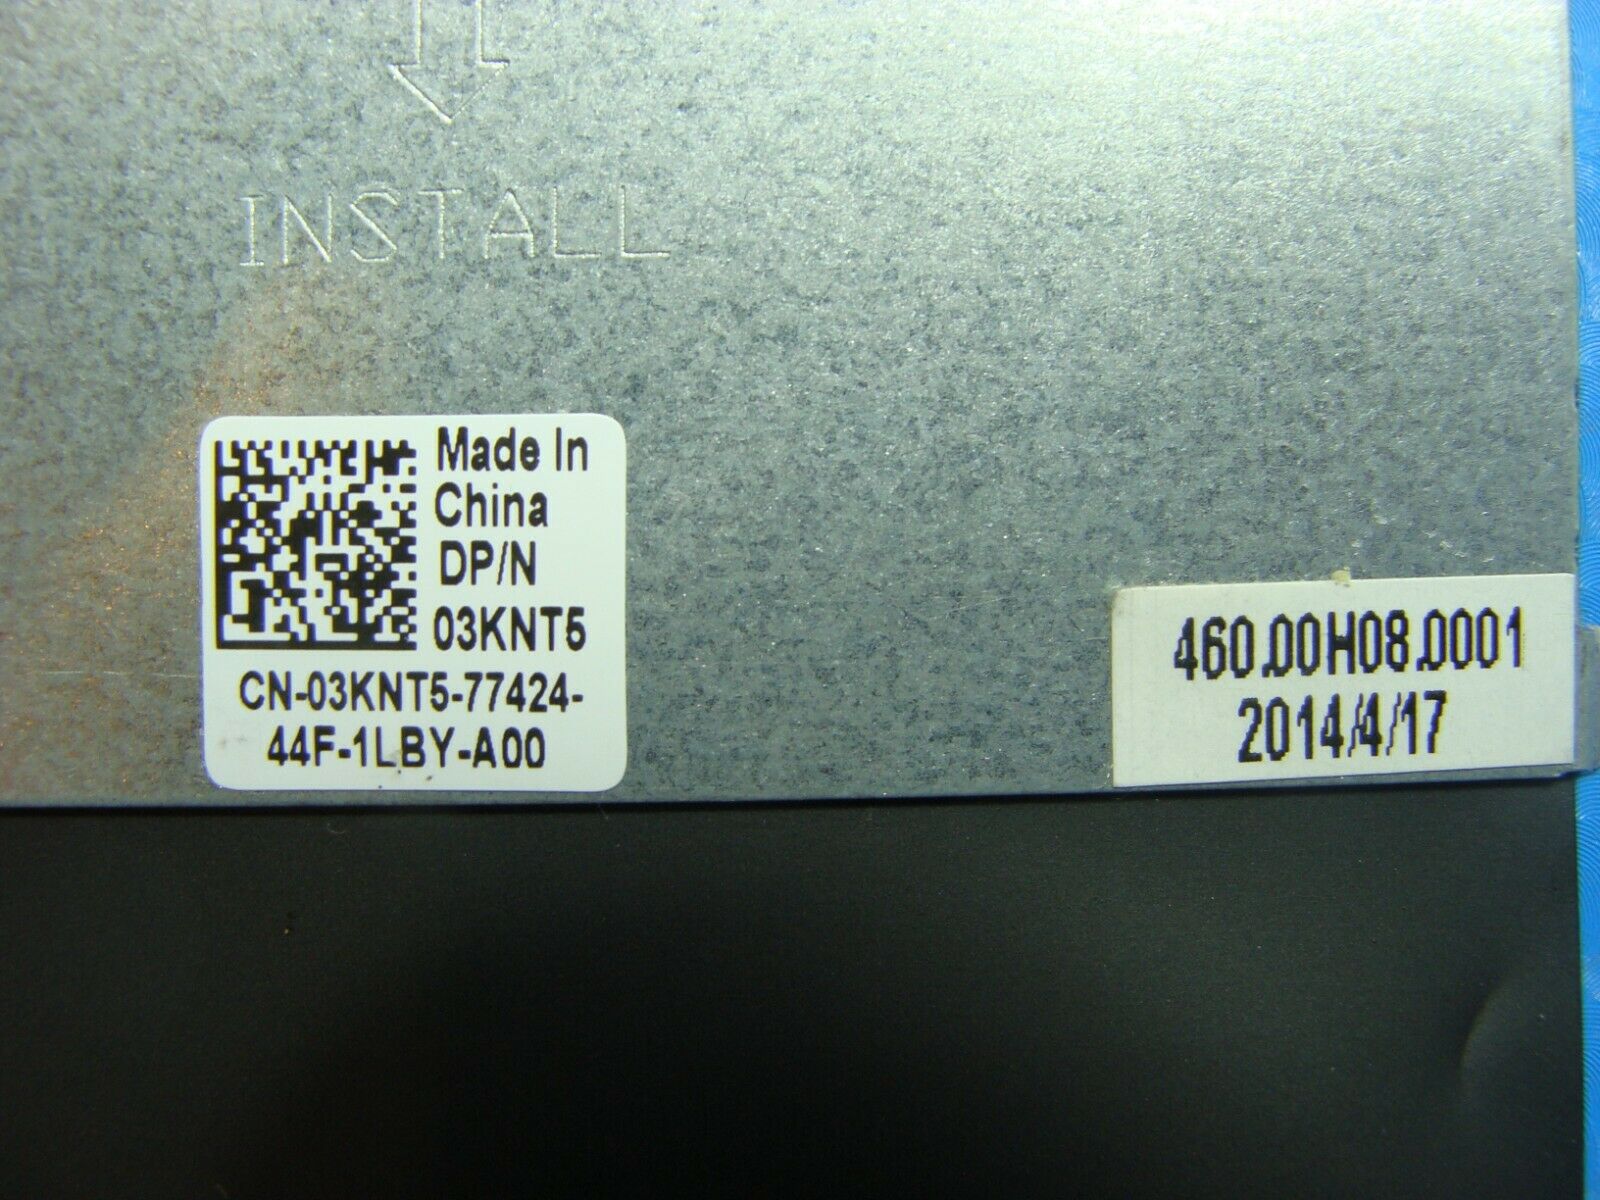 INSTALL
Made In
China
DP/N
03KNT5
CN-03KNT5-77424-
44F-1LBY-A00
460.00H08.0001
2014/4/17